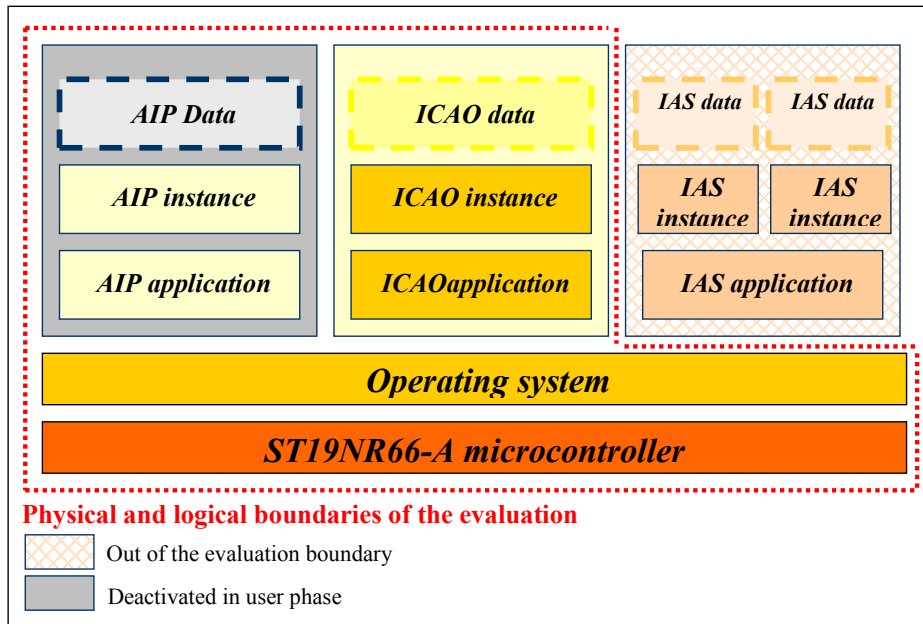 AIP Data
ICAO data
IAS data
IAS data
AIP instance
ICAO instance
IAS
instance
IAS
instance
AIP application
ICAOapplication
IAS application
Operating system
ST19NR66-A microcontroller
Physical and logical boundaries of the evaluation
Out of the evaluation boundary
Deactivated in user phase